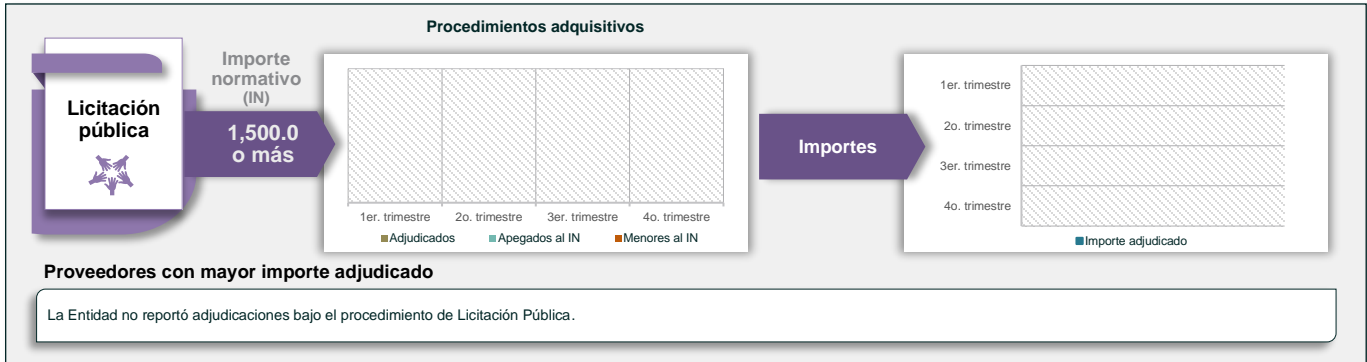 Procedimientos adquisitivos
Licitación
pública
Importe
normativo
(IN)
1,500.0
o más
1er. trimestre 2o. trimestre 3er. trimestre 4o. trimestre
Adjudicados Apegados al IN Menores al IN
Importes
1er. trimestre
2o. trimestre
3er. trimestre
4o. trimestre
Importe adjudicado
Proveedores con mayor importe adjudicado
La Entidad no reportó adjudicaciones bajo el procedimiento de Licitación Pública.